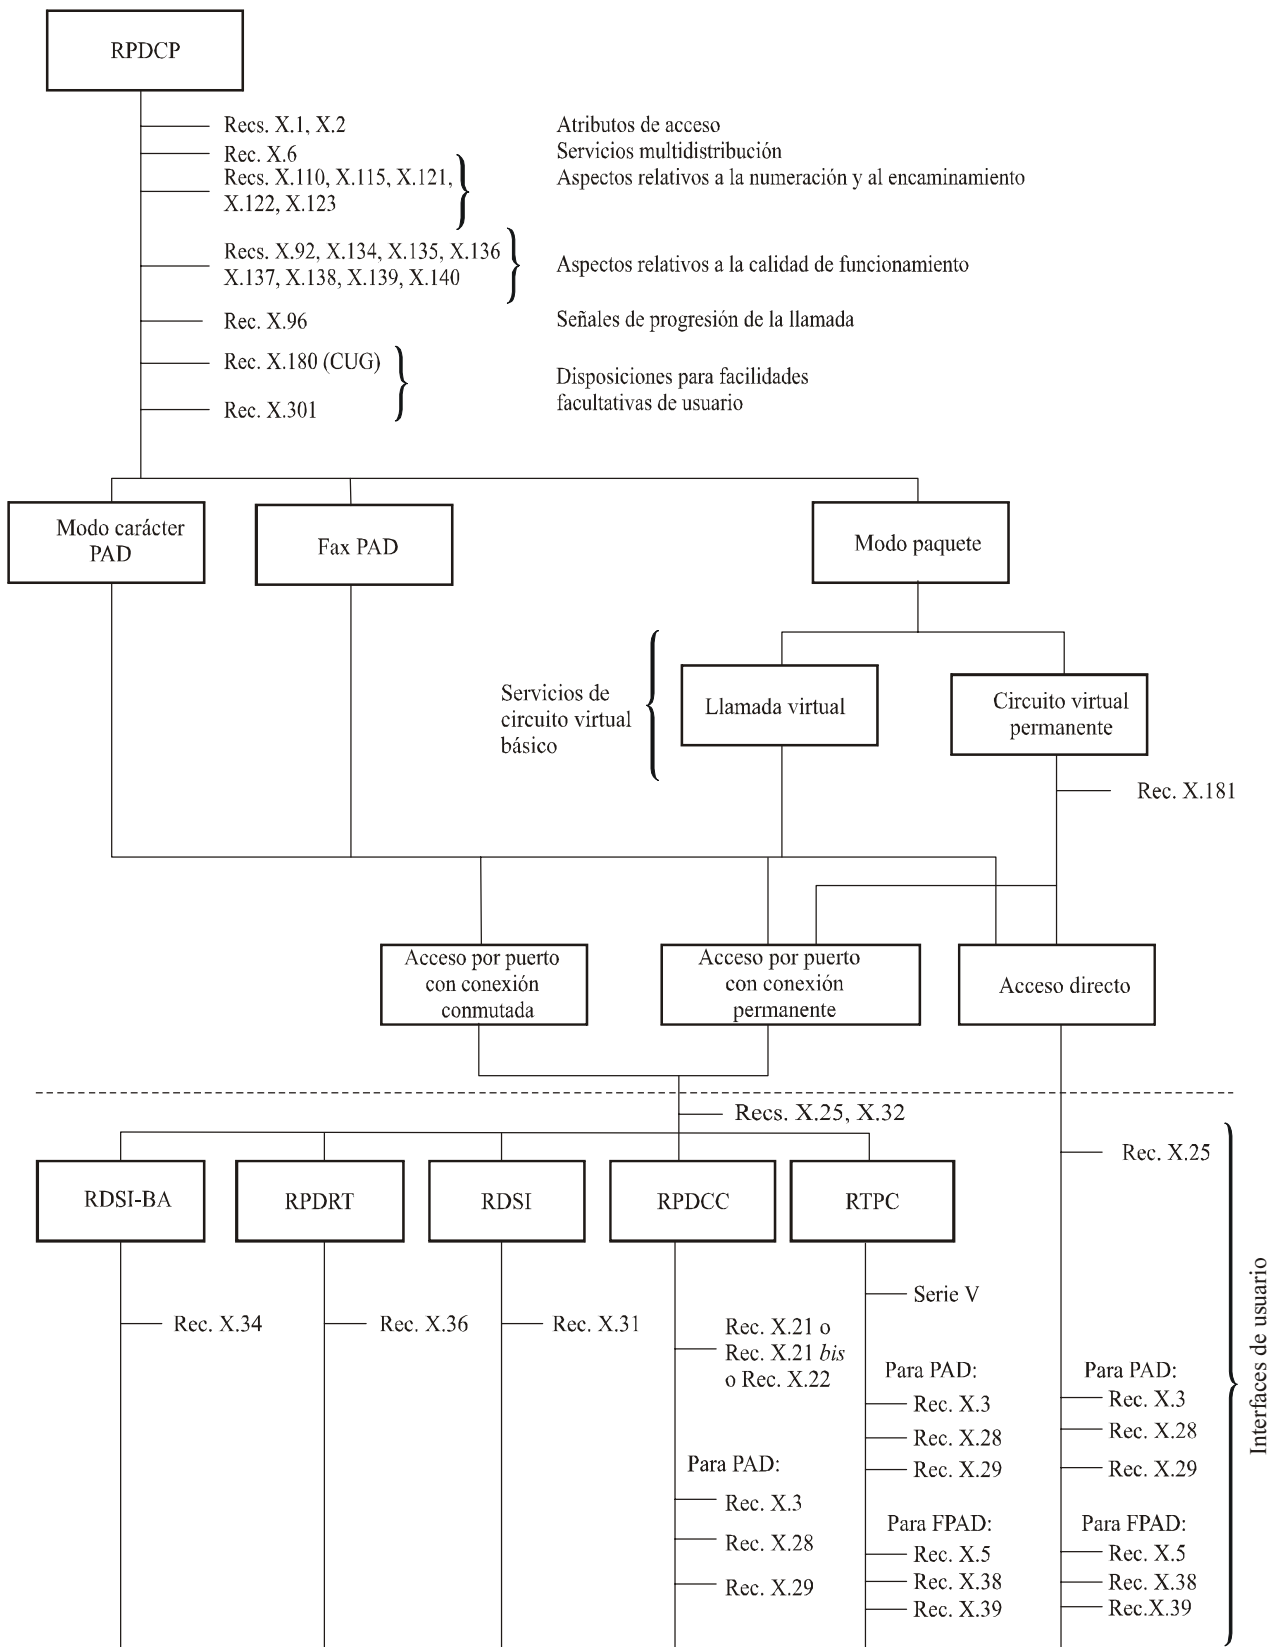 RPDCP
Recs. X.1, X.2
Atributos de acceso
Rec. X.6
Servicios multidistribución
Recs. X.110, X.115, X.121,
X.122, X.123
Aspectos relativos a la numeración y al encaminamiento
Recs. X.92, X.134, X.135, X.136
X.137, X.138, X.139, X.140
Aspectos relativos a la calidad de funcionamiento
Rec. X.96
Señales de progresión de la llamada
Rec. X.180 (CUG)
Rec. X.301
Disposiciones para facilidades
facultativas de usuario
Modo carácter
PAD
Fax PAD
Modo paquete
Servicios de
circuito virtual
básico
Llamada virtual
Circuito virtual
permanente
Rec. X.181
Acceso por puerto
con conexión
conmutada
Acceso por puerto
con conexión
permanente
Acceso directo
Recs. X.25, X.32
Rec. X.25
RDSI-BA
RPDRT
RDSI
RPDCC
RTPC
Rec. X.34
Rec. X.36
Rec. X.31
Rec. X.21 o
Rec. X.21 bis
o Rec. X.22
Para PAD:
Rec. X.3
Rec. X.28
Rec. X.29
Serie V
Para PAD:
Rec. X.3
Rec. X.28
Rec. X.29
Para FPAD:
Rec. X.5
Rec. X.38
Rec. X.39
Para PAD:
Rec. X.3
Rec. X.28
Rec. X.29
Para FPAD:
Rec. X.5
Rec. X.38
Rec.X.39
Interfaces de usuario